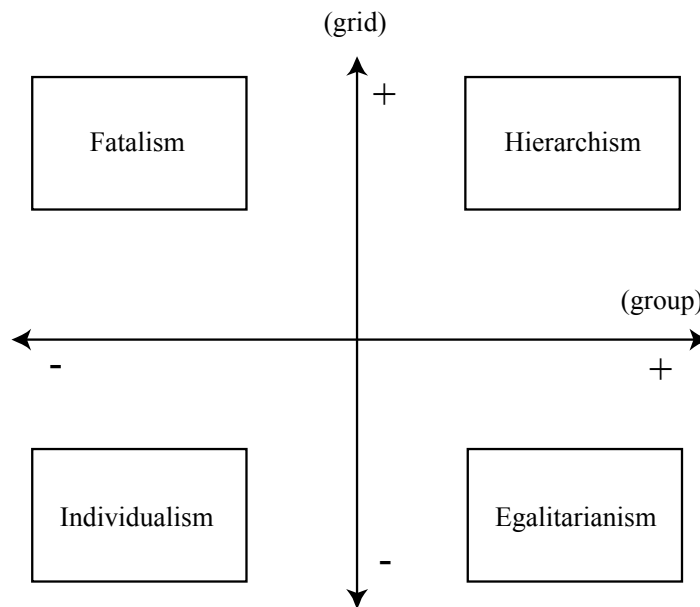 (grid)
+
Fatalism
Hierarchism
(group)
-
+
Individualism
Egalitarianism
-